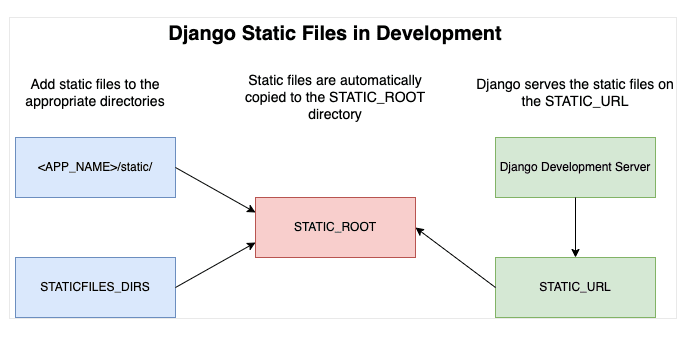 Django Static Files in Development
Add static files to the
appropriate directories
Static files are automatically
copied to the STATIC_ROOT
directory
Django serves the static files on
the STATIC_URL
<APP_NAME>/static/
Django Development Server
STATIC_ROOT
STATICFILES_DIRS
STATIC_URL